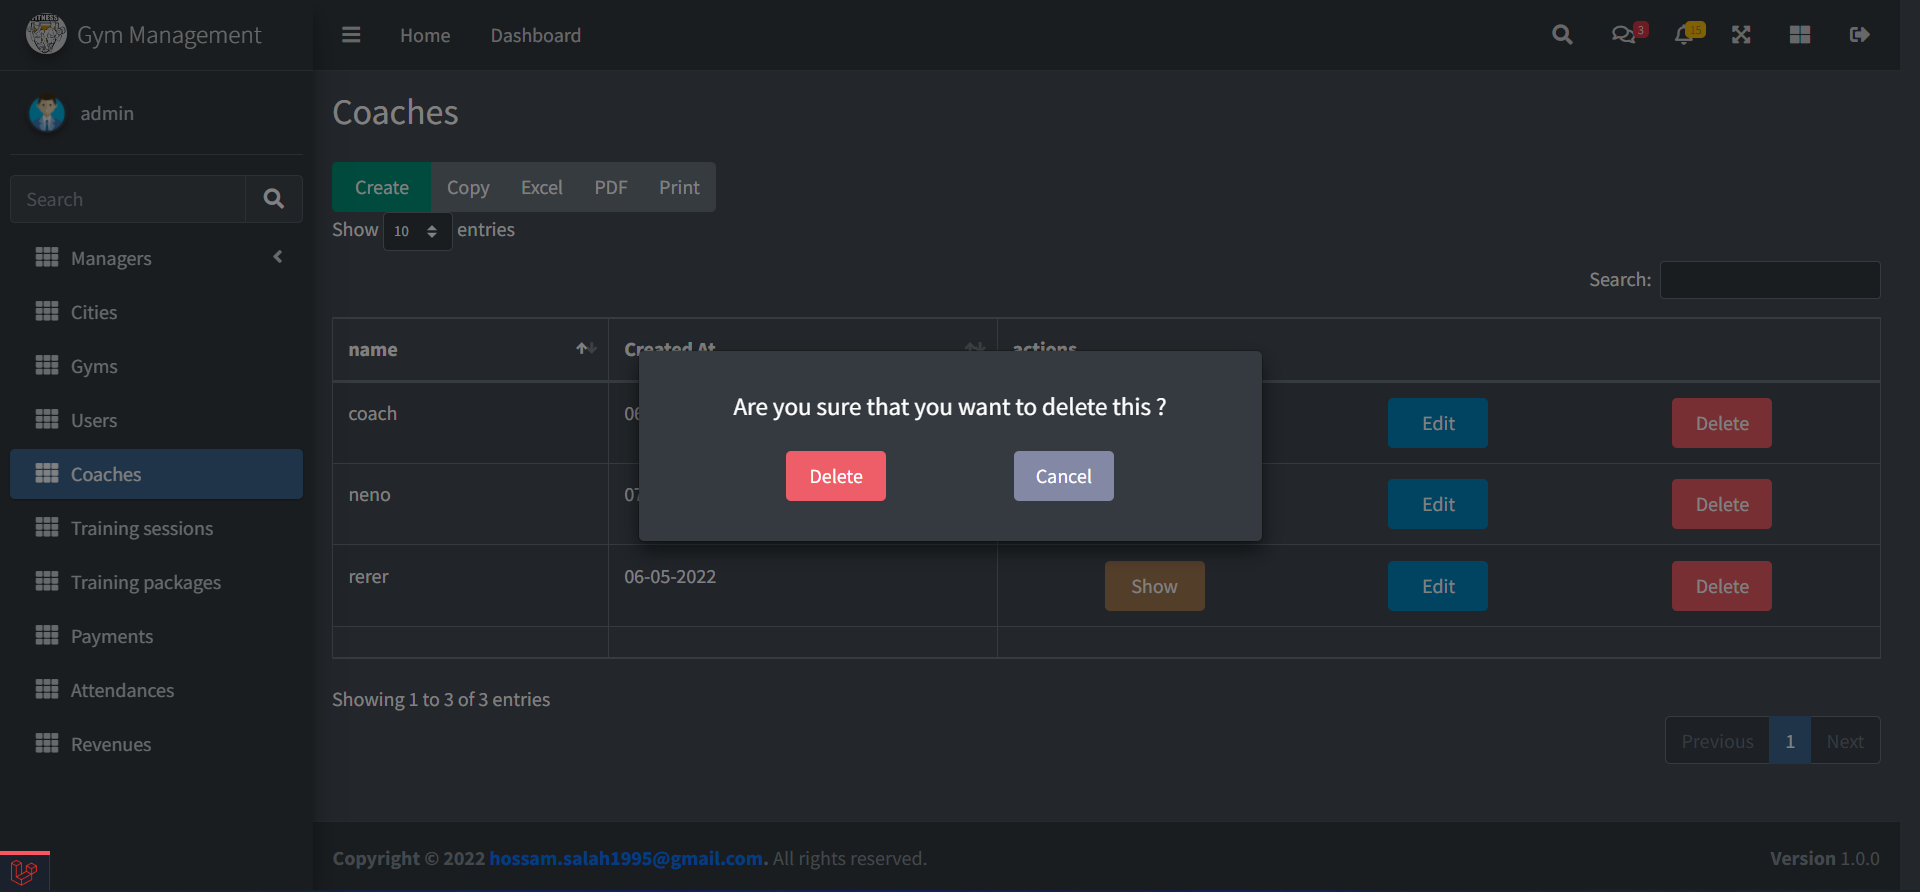 FITNESS
Gym Management
Home
Dashboard
3
15
admin
Search
Managers
Cities
Gyms
Users
Coaches
Training sessions
Training packages
Payments
Attendances
Revenues
Coaches
Create Copy Excel PDF Print
Show 10 entries
Search:
name Created At actions
coach 06 Edit Delete
neno 07 Edit Delete
rerer 06-05-2022 Show Edit Delete
Are you sure that you want to delete this ?
Delete Cancel
Showing 1 to 3 of 3 entries
Previous 1 Next
Copyright © 2022 hossam.salah1995@gmail.com. All rights reserved.
Version 1.0.0